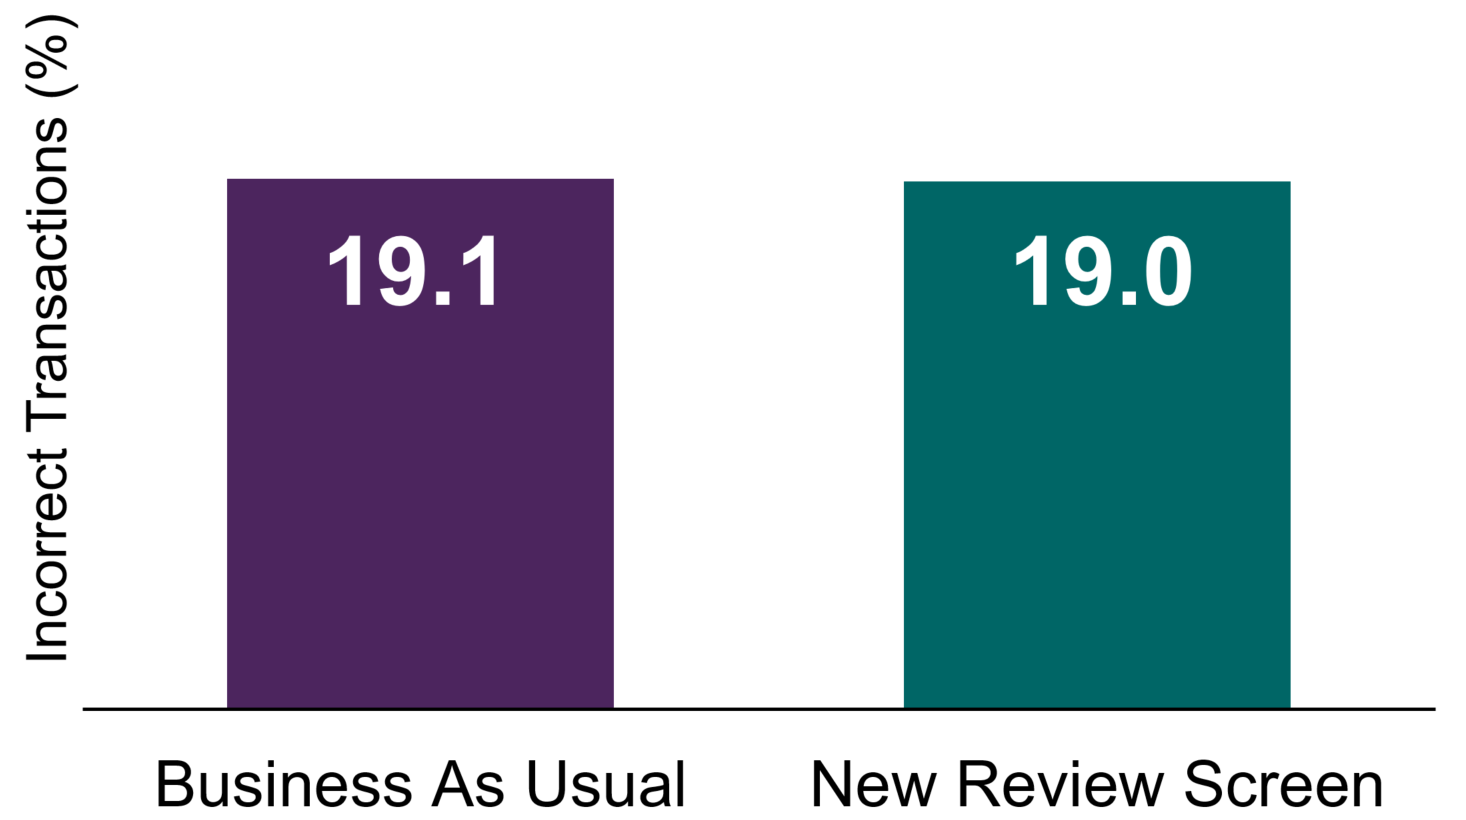 Incorrect Transactions (%)
19.1
19.0
Business As Usual
New Review Screen